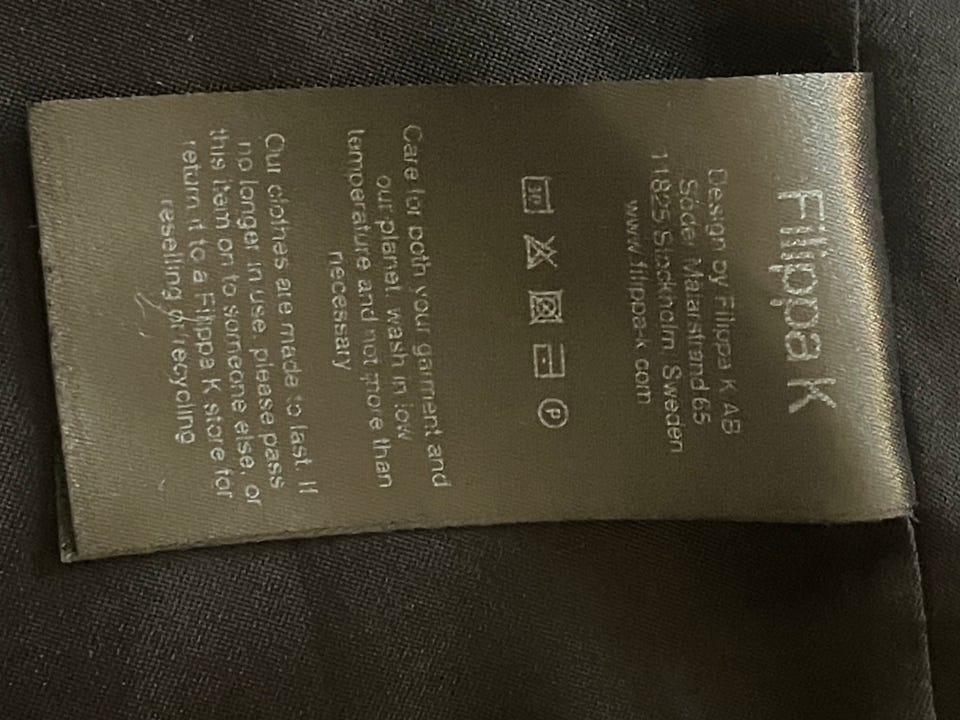 Filippa K
Design by Filippa K AB
Söder Mälarstrand 65
11825 Stockholm, Sweden
www.filippa-k.com
30
P
Care for both your garment and
our planet, wash in low
temperature and not more than
necessary
Our clothes are made to last. If
no longer in use, please pass
this item on to someone else, or
return it to a Filippa K store for
reselling or recycling